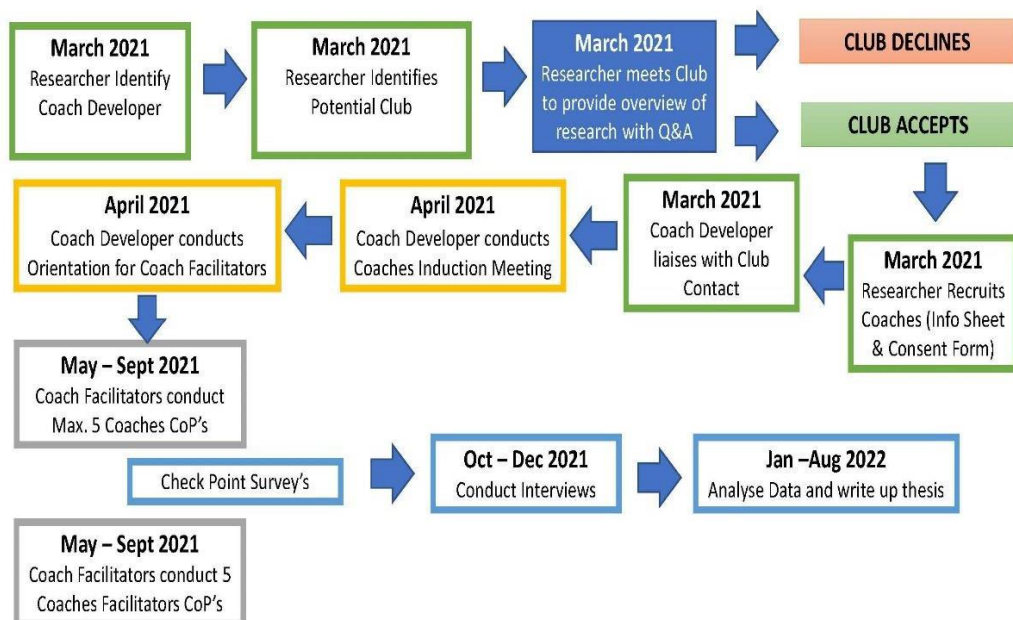 March 2021
Researcher Identify
Coach Developer
March 2021
Researcher Identifies
Potential Club
March 2021
Researcher meets Club
to provide overview of
research with Q&A
CLUB DECLINES
CLUB ACCEPTS
March 2021
Researcher Recruits
Coaches (Info Sheet
& Consent Form)
March 2021
Coach Developer
liaises with Club
Contact
April 2021
Coach Developer conducts
Coaches Induction Meeting
April 2021
Coach Developer conducts
Orientation for Coach Facilitators
May – Sept 2021
Coach Facilitators conduct
Max. 5 Coaches CoP's
Check Point Survey's
Oct – Dec 2021
Conduct Interviews
Jan –Aug 2022
Analyse Data and write up thesis
May – Sept 2021
Coach Facilitators conduct 5
Coaches Facilitators CoP's